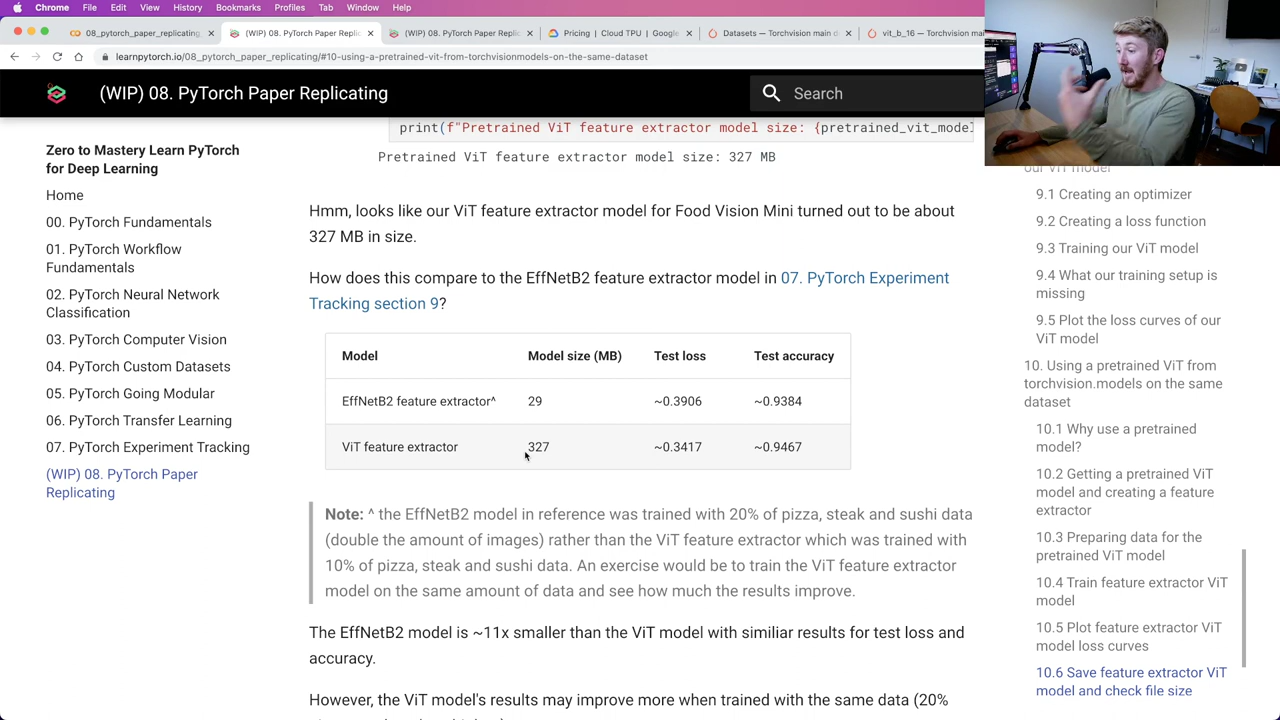 Chrome File Edit View History Bookmarks Profiles Tab Window Help
08_pytorch_paper_replicating_ (WIP) 08. PyTorch Paper Replic (WIP) 08. PyTorch Paper Replic Pricing | Cloud TPU | Google Datasets — Torchvision main d vit_b_16 — Torchvision main
learnpytorch.io/08_pytorch_paper_replicating/#10-using-a-pretrained-vit-from-torchvisionmodels-on-the-same-dataset
(WIP) 08. PyTorch Paper Replicating
Search
Zero to Mastery Learn PyTorch
for Deep Learning
Home
00. PyTorch Fundamentals
01. PyTorch Workflow
Fundamentals
02. PyTorch Neural Network
Classification
03. PyTorch Computer Vision
04. PyTorch Custom Datasets
05. PyTorch Going Modular
06. PyTorch Transfer Learning
07. PyTorch Experiment Tracking
(WIP) 08. PyTorch Paper
Replicating
print(f"Pretrained ViT feature extractor model size: {pretrained_vit_model
Pretrained ViT feature extractor model size: 327 MB
Hmm, looks like our ViT feature extractor model for Food Vision Mini turned out to be about
327 MB in size.
How does this compare to the EffNetB2 feature extractor model in 07. PyTorch Experiment
Tracking section 9?
Model Model size (MB) Test loss Test accuracy
EffNetB2 feature extractor^ 29 ~0.3906 ~0.9384
ViT feature extractor 327 ~0.3417 ~0.9467
Note: ^ the EffNetB2 model in reference was trained with 20% of pizza, steak and sushi data
(double the amount of images) rather than the ViT feature extractor which was trained with
10% of pizza, steak and sushi data. An exercise would be to train the ViT feature extractor
model on the same amount of data and see how much the results improve.
The EffNetB2 model is ~11x smaller than the ViT model with similiar results for test loss and
accuracy.
However, the ViT model's results may improve more when trained with the same data (20%
our ViT model
9.1 Creating an optimizer
9.2 Creating a loss function
9.3 Training our ViT model
9.4 What our training setup is
missing
9.5 Plot the loss curves of our
ViT model
10. Using a pretrained ViT from
torchvision.models on the same
dataset
10.1 Why use a pretrained
model?
10.2 Getting a pretrained ViT
model and creating a feature
extractor
10.3 Preparing data for the
pretrained ViT model
10.4 Train feature extractor ViT
model
10.5 Plot feature extractor ViT
model loss curves
10.6 Save feature extractor ViT
model and check file size